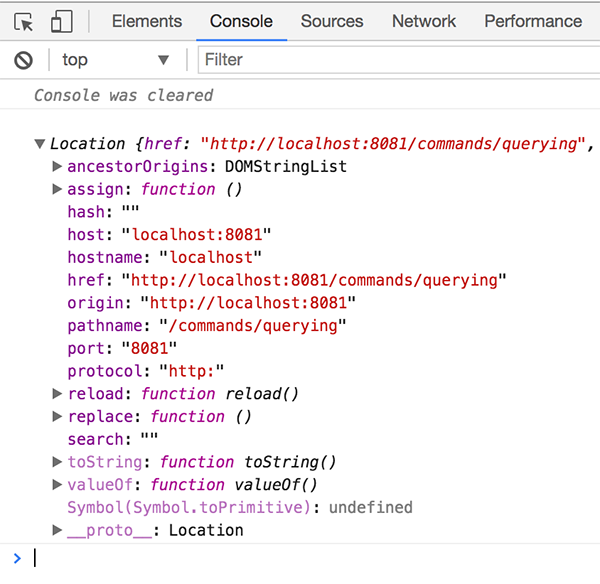 Elements Console Sources Network Performance
top Filter
Console was cleared
Location {href: "http://localhost:8081/commands/querying",
ancestorOrigins: DOMStringList
assign: function ()
hash: ""
host: "localhost:8081"
hostname: "localhost"
href: "http://localhost:8081/commands/querying"
origin: "http://localhost:8081"
pathname: "/commands/querying"
port: "8081"
protocol: "http:"
reload: function reload()
replace: function ()
search: ""
toString: function toString()
valueOf: function valueOf()
Symbol(Symbol.toPrimitive): undefined
__proto__: Location